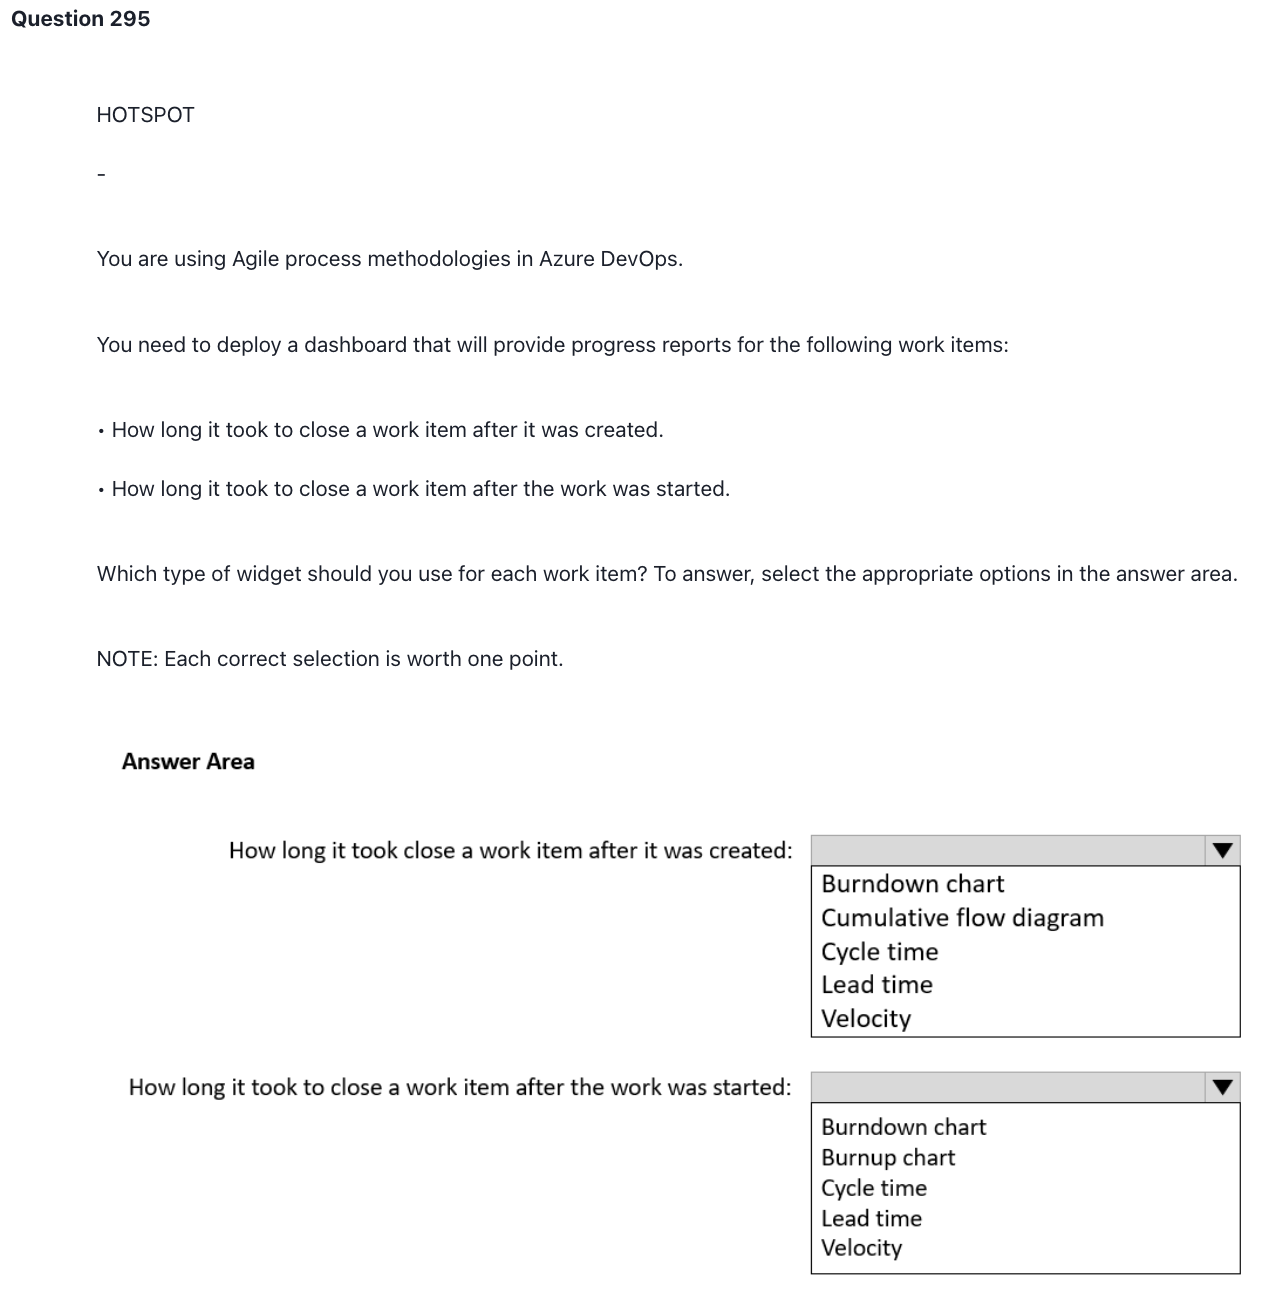 Question 295
HOTSPOT
-
You are using Agile process methodologies in Azure DevOps.
You need to deploy a dashboard that will provide progress reports for the following work items:
• How long it took to close a work item after it was created.
• How long it took to close a work item after the work was started.
Which type of widget should you use for each work item? To answer, select the appropriate options in the answer area.
NOTE: Each correct selection is worth one point.
Answer Area
How long it took close a work item after it was created:
Burndown chart
Cumulative flow diagram
Cycle time
Lead time
Velocity
How long it took to close a work item after the work was started:
Burndown chart
Burnup chart
Cycle time
Lead time
Velocity